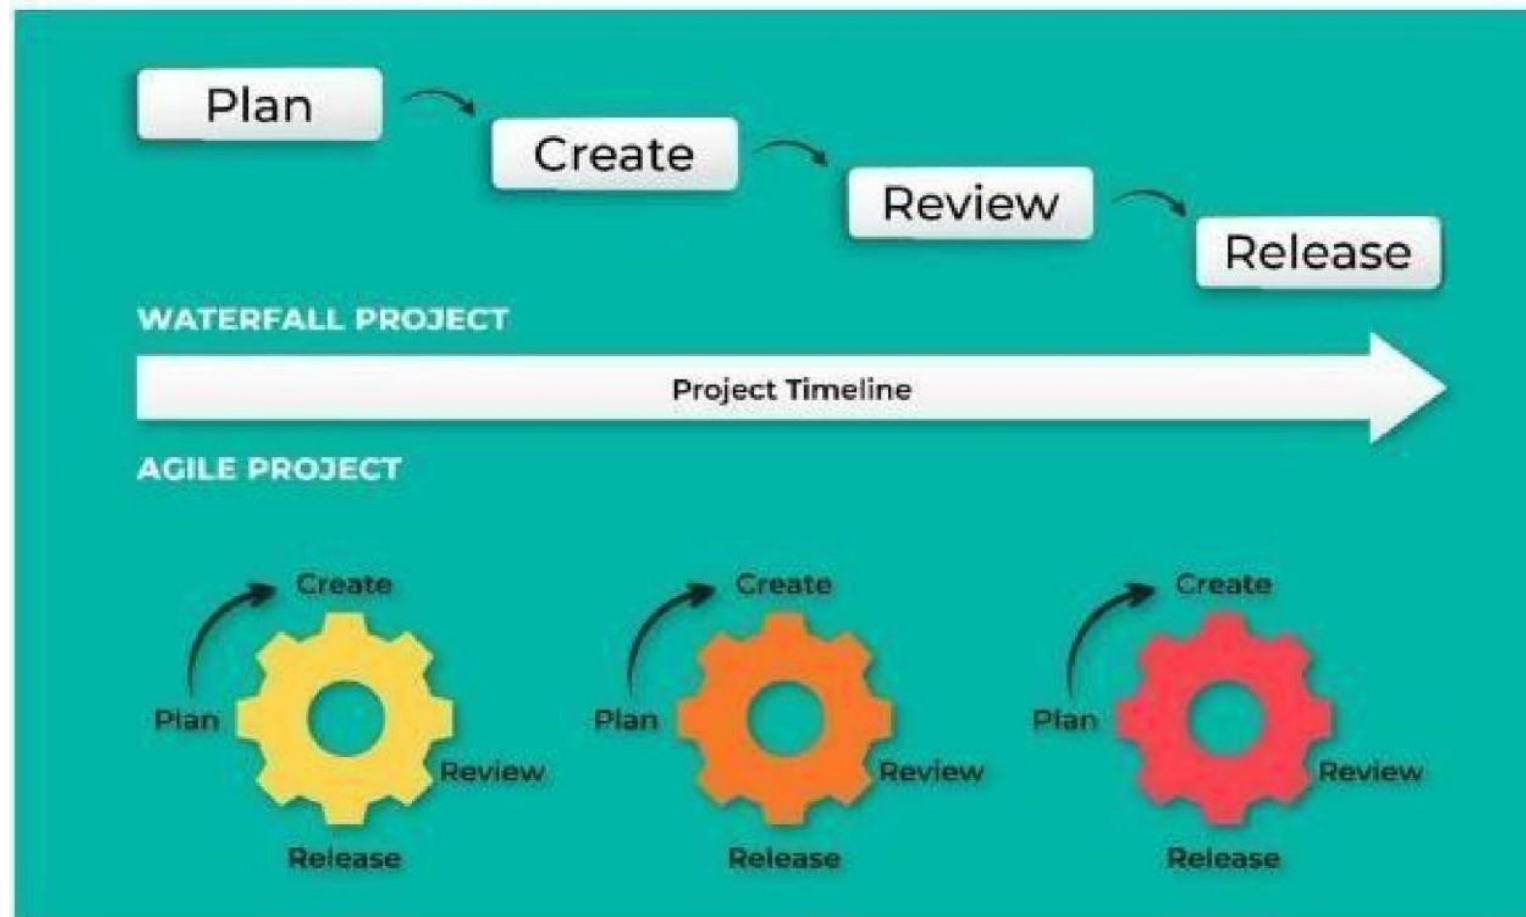 Plan
Create
Review
Release
WATERFALL PROJECT
Project Timeline
AGILE PROJECT
Create
Plan
Review
Release
Create
Plan
Review
Release
Create
Plan
Review
Release